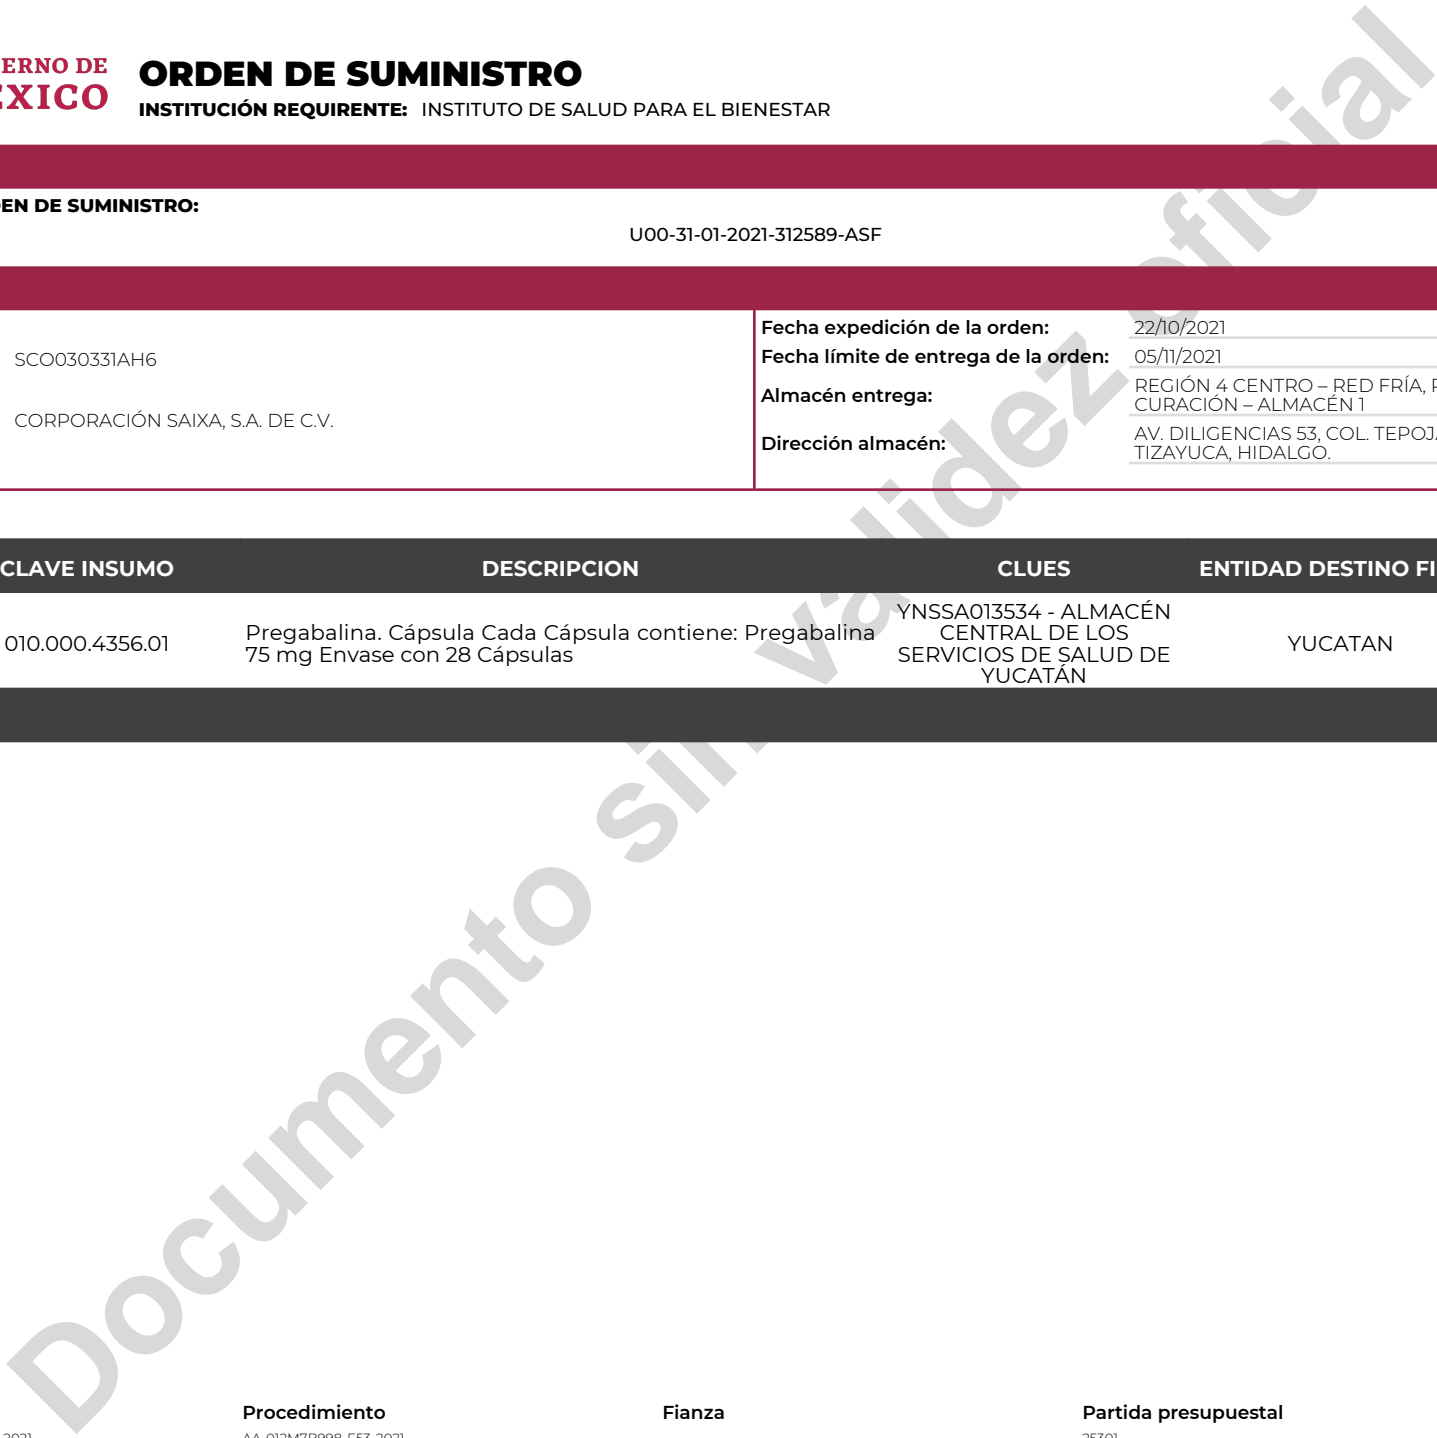 ERNO DE
ÉXICO
ORDEN DE SUMINISTRO
INSTITUCIÓN REQUIRENTE: INSTITUTO DE SALUD PARA EL BIENESTAR
EN DE SUMINISTRO:
U00-31-01-2021-312589-ASF
SCO030331AH6
CORPORACIÓN SAIXA, S.A. DE C.V.
Fecha expedición de la orden: 22/10/2021
Fecha límite de entrega de la orden: 05/11/2021
Almacén entrega: REGIÓN 4 CENTRO – RED FRÍA,
CURACIÓN – ALMACÉN 1
Dirección almacén: AV. DILIGENCIAS 53, COL. TEPOJA
TIZAYUCA, HIDALGO.
CLAVE INSUMO DESCRIPCION CLUES ENTIDAD DESTINO FI
010.000.4356.01
Pregabalina. Cápsula Cada Cápsula contiene: Pregabalina
75 mg Envase con 28 Cápsulas
YNSSA013534 - ALMACÉN
CENTRAL DE LOS
SERVICIOS DE SALUD DE
YUCATÁN
YUCATAN
Procedimiento Fianza Partida presupuestal
Documento sin validez oficial